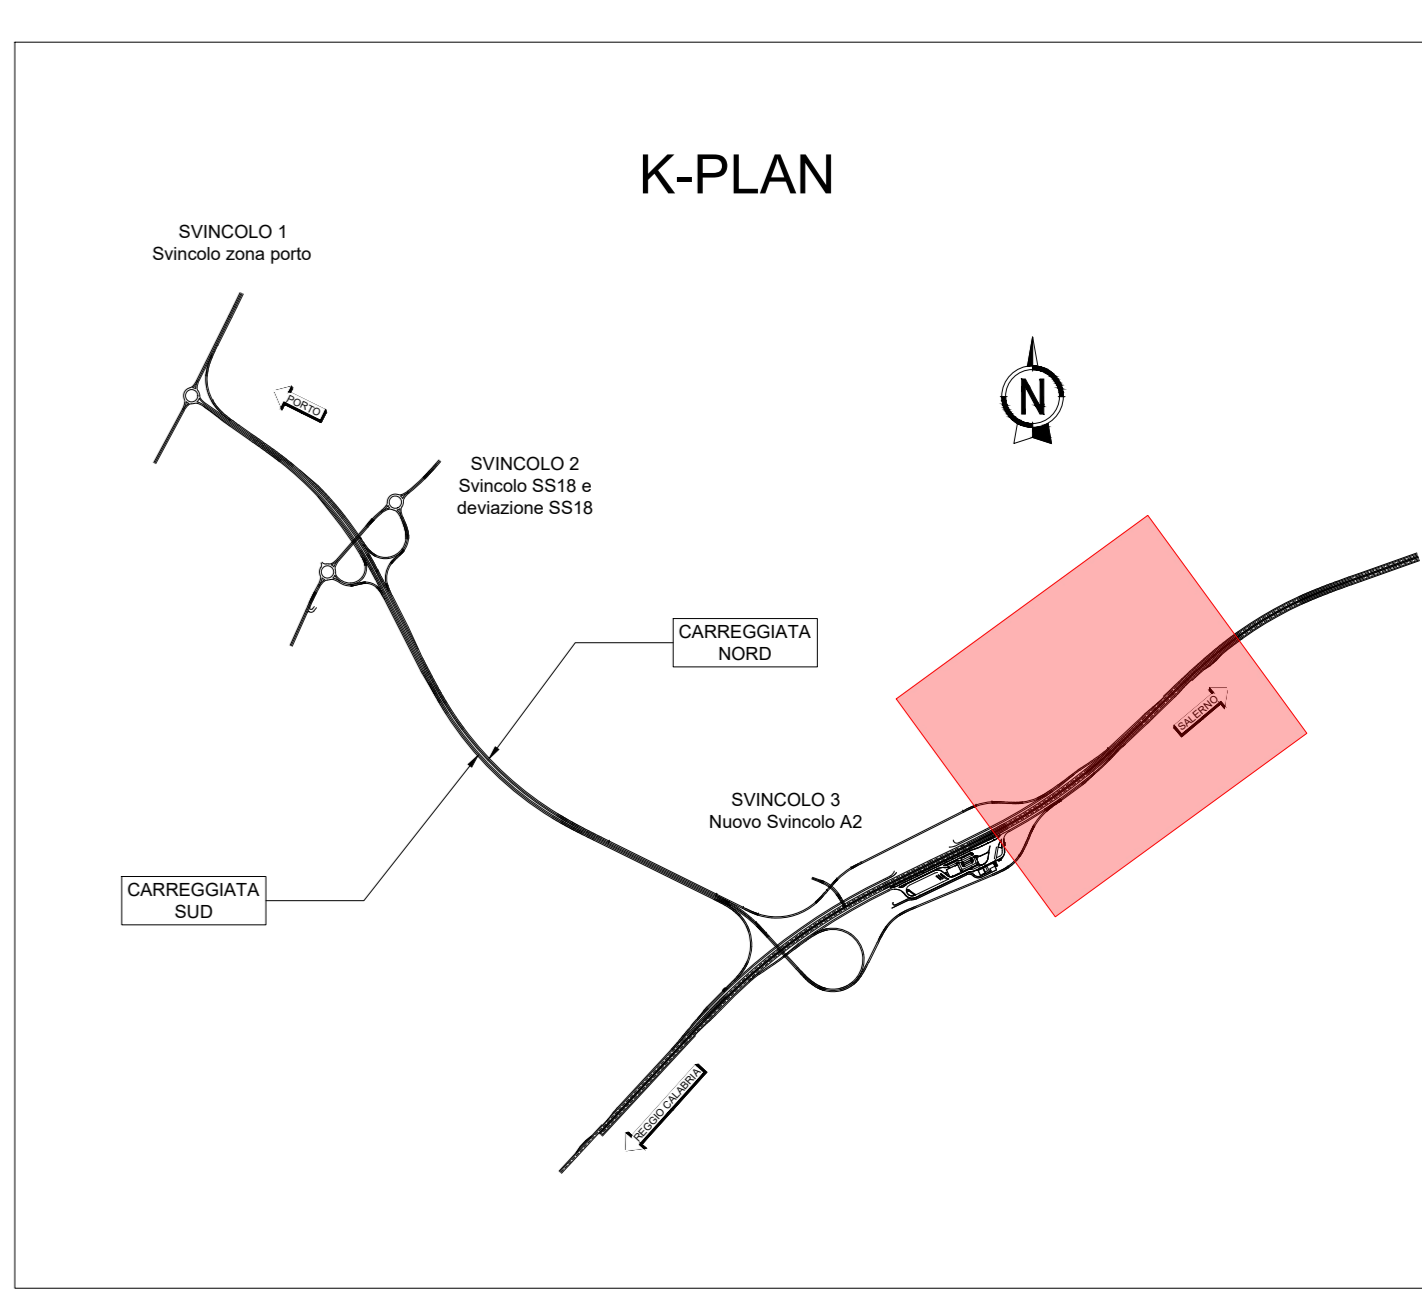 K-PLAN
SVINCOLO 1
Svincolo zona porto
PORTO
N
SVINCOLO 2
Svincolo SS18 e
deviazione SS18
CARREGGIATA
NORD
SALERNO
SVINCOLO 3
Nuovo Svincolo A2
CARREGGIATA
SUD
REGGIO CALABRIA